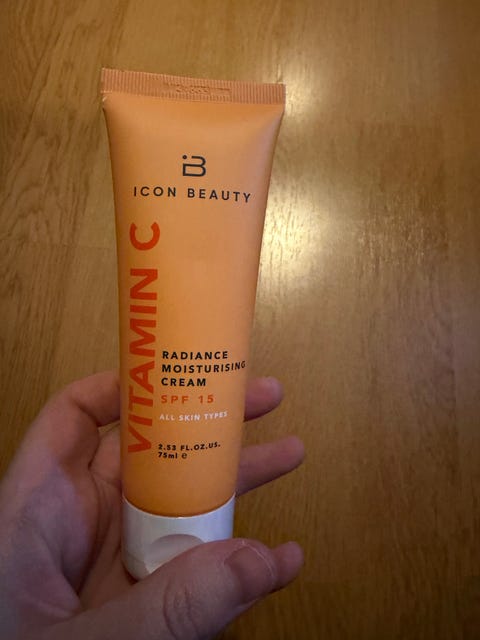 iB
ICON BEAUTY
VITAMIN C
RADIANCE
MOISTURISING
CREAM
SPF 15
ALL SKIN TYPES
2.53 FL.OZ.US.
75ml e